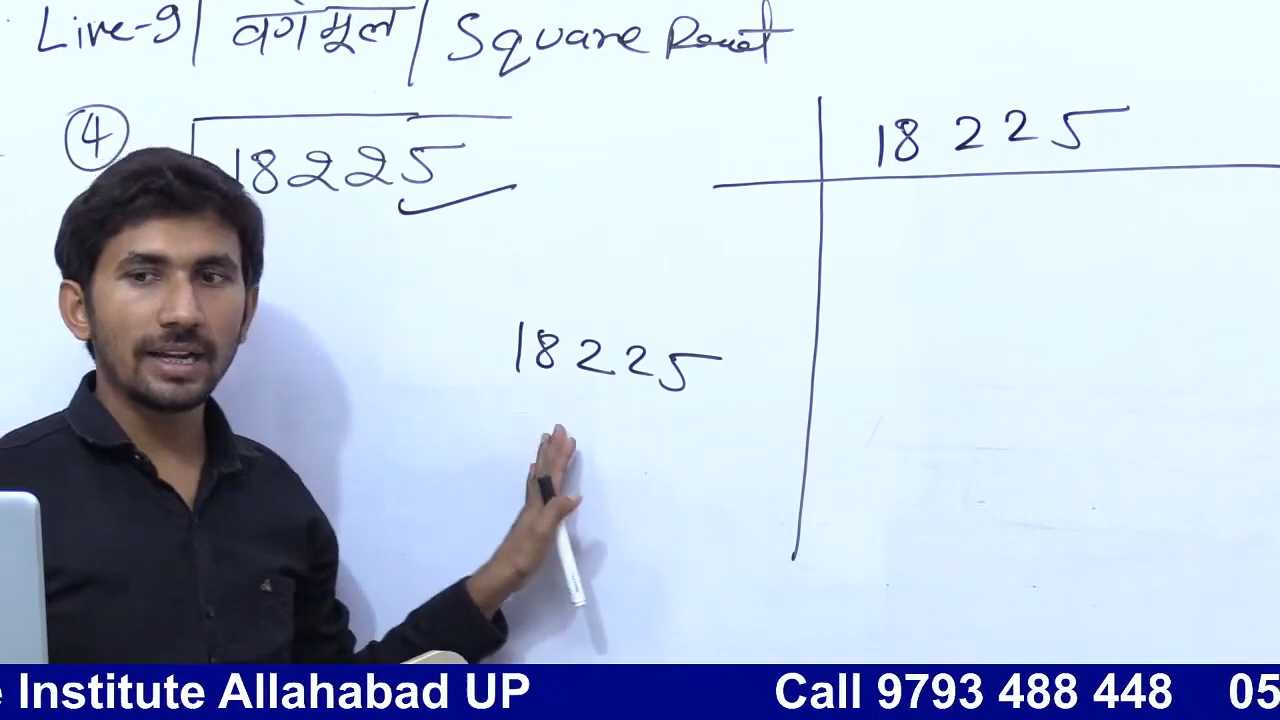 Live-9 | वर्गमूल | Square Root
④ √18225
18225
18225
e Institute Allahabad UP Call 9793 488 448 05